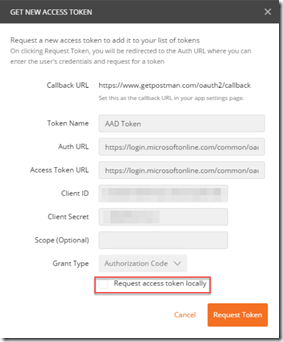 GET NEW ACCESS TOKEN
Request a new access token to add it to your list of tokens
On clicking Request Token, you will be redirected to the Auth URL where you can
enter the user's credentials and request for a token
Callback URL https://www.getpostman.com/oauth2/callback
Set this as the callback URL in your app settings page.
Token Name AAD Token
Auth URL https://login.microsoftonline.com/common/oa
Access Token URL https://login.microsoftonline.com/common/oa
Client ID
Client Secret
Scope (Optional)
Grant Type Authorization Code
Request access token locally
Cancel Request Token